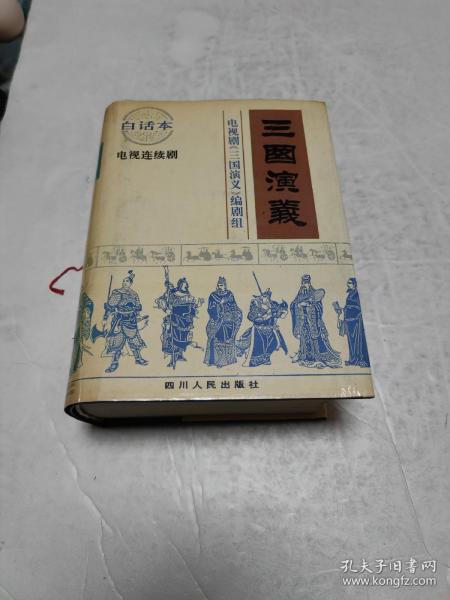 白话本
电视连续剧
三國演義
电视�《三国演义》编剧组
四川人民出版社
孔夫子旧书网
www.kongfz.com